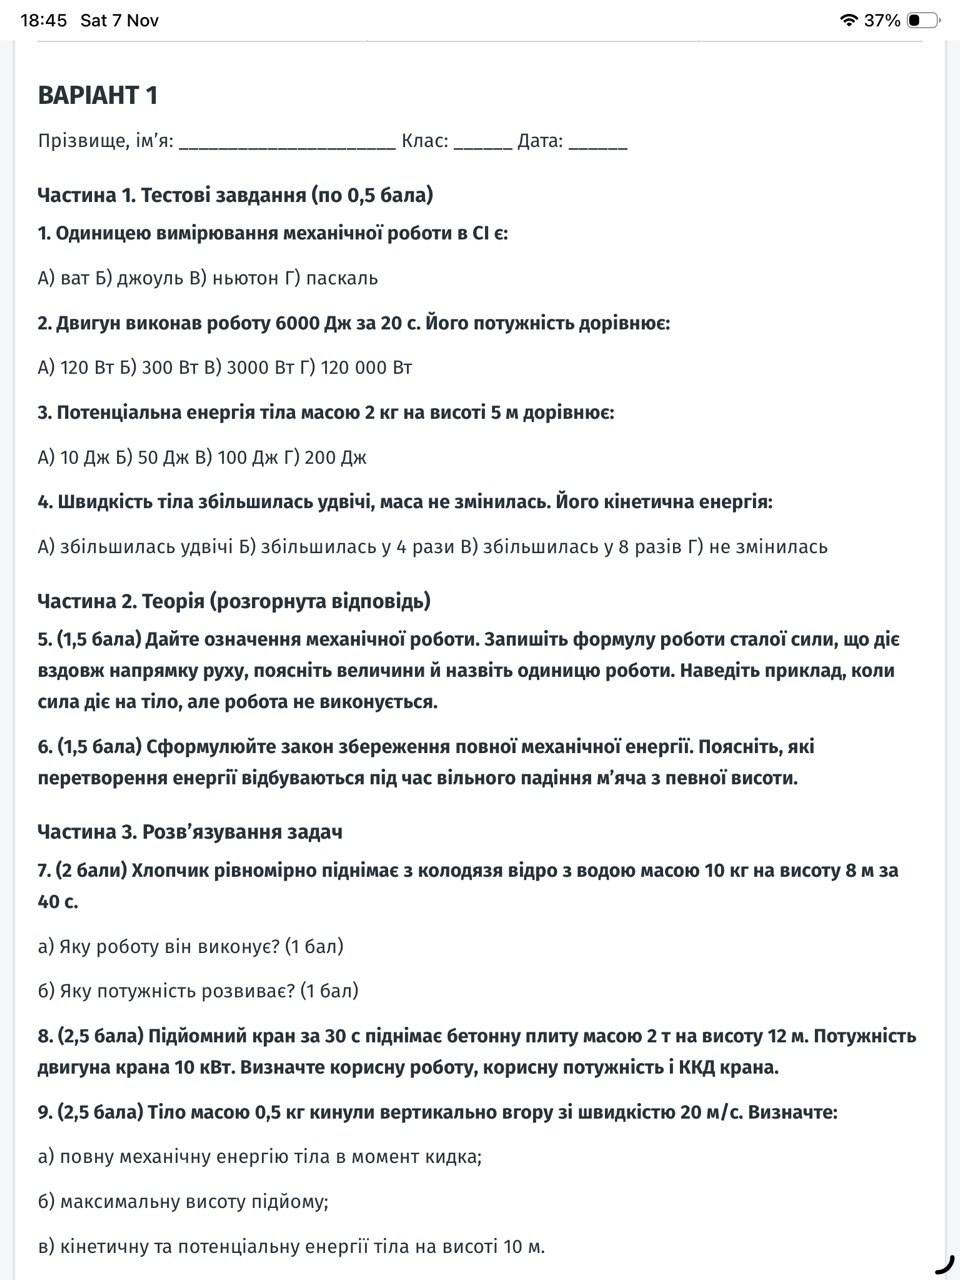 18:45 Sat 7 Nov
37%
ВАРІАНТ 1
Прізвище, ім’я: ______________________ Клас: ______ Дата: ______
Частина 1. Тестові завдання (по 0,5 бала)
1. Одиницею вимірювання механічної роботи в СІ є:
А) ват Б) джоуль В) ньютон Г) паскаль
2. Двигун виконав роботу 6000 Дж за 20 с. Його потужність дорівнює:
А) 120 Вт Б) 300 Вт В) 3000 Вт Г) 120 000 Вт
3. Потенціальна енергія тіла масою 2 кг на висоті 5 м дорівнює:
А) 10 Дж Б) 50 Дж В) 100 Дж Г) 200 Дж
4. Швидкість тіла збільшилась удвічі, маса не змінилась. Його кінетична енергія:
А) збільшилась удвічі Б) збільшилась у 4 рази В) збільшилась у 8 разів Г) не змінилась
Частина 2. Теорія (розгорнута відповідь)
5. (1,5 бала) Дайте означення механічної роботи. Запишіть формулу роботи сталої сили, що діє
вздовж напрямку руху, поясніть величини й назвіть одиницю роботи. Наведіть приклад, коли
сила діє на тіло, але робота не виконується.
6. (1,5 бала) Сформулюйте закон збереження повної механічної енергії. Поясніть, які
перетворення енергії відбуваються під час вільного падіння м’яча з певної висоти.
Частина 3. Розв’язування задач
7. (2 бали) Хлопчик рівномірно піднімає з колодязя відро з водою масою 10 кг на висоту 8 м за
40 с.
а) Яку роботу він виконує? (1 бал)
б) Яку потужність розвиває? (1 бал)
8. (2,5 бала) Підйомний кран за 30 с піднімає бетонну плиту масою 2 т на висоту 12 м. Потужність
двигуна крана 10 кВт. Визначте корисну роботу, корисну потужність і ККД крана.
9. (2,5 бала) Тіло масою 0,5 кг кинули вертикально вгору зі швидкістю 20 м/с. Визначте:
а) повну механічну енергію тіла в момент кидка;
б) максимальну висоту підйому;
в) кінетичну та потенціальну енергії тіла на висоті 10 м.